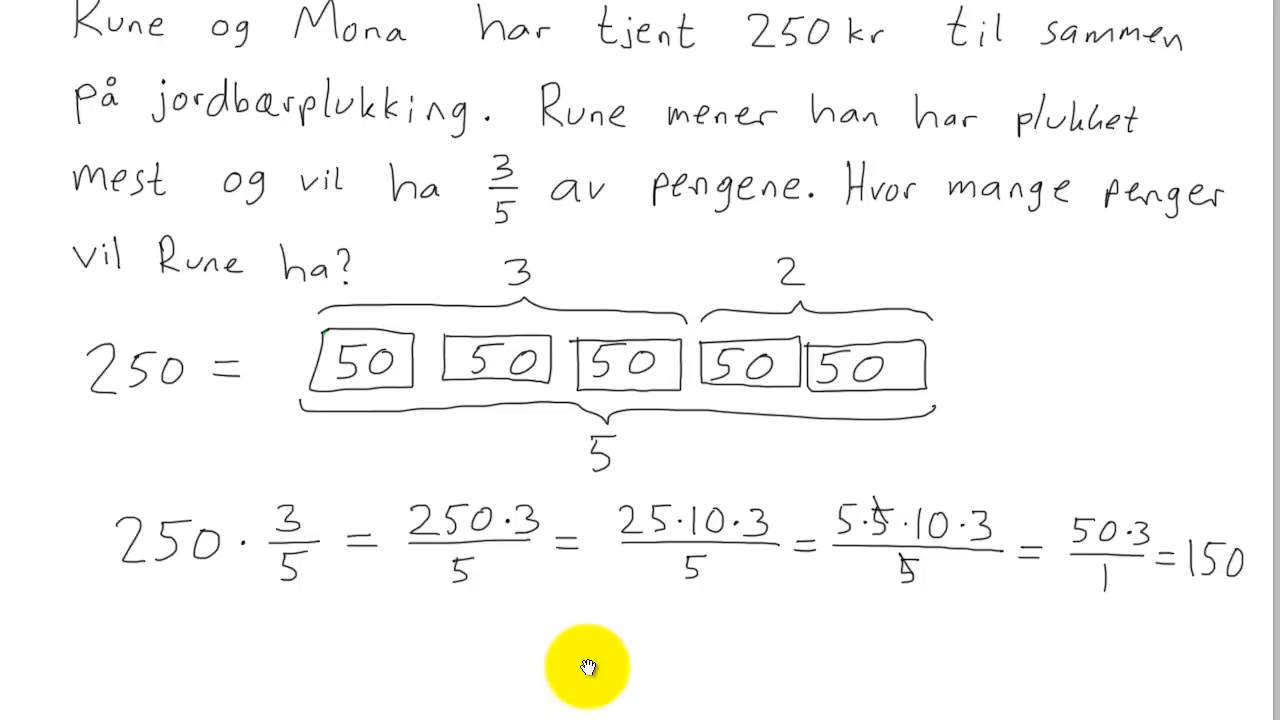 Rune og Mona har tjent 250 kr til sammen
på jordbærplukking. Rune mener han har plukket
mest og vil ha 3/5 av pengene. Hvor mange penger
vil Rune ha?
3 2
250 = 50 50 50 50 50
5
250 · 3/5 = 250·3/5 = 25·10·3/5 = 5·5·10·3/5 = 50·3/1 = 150